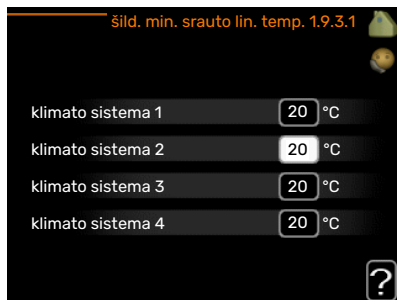 šild. min. srauto lin. temp. 1.9.3.1
klimato sistema 1 20 °C
klimato sistema 2 20 °C
klimato sistema 3 20 °C
klimato sistema 4 20 °C
?